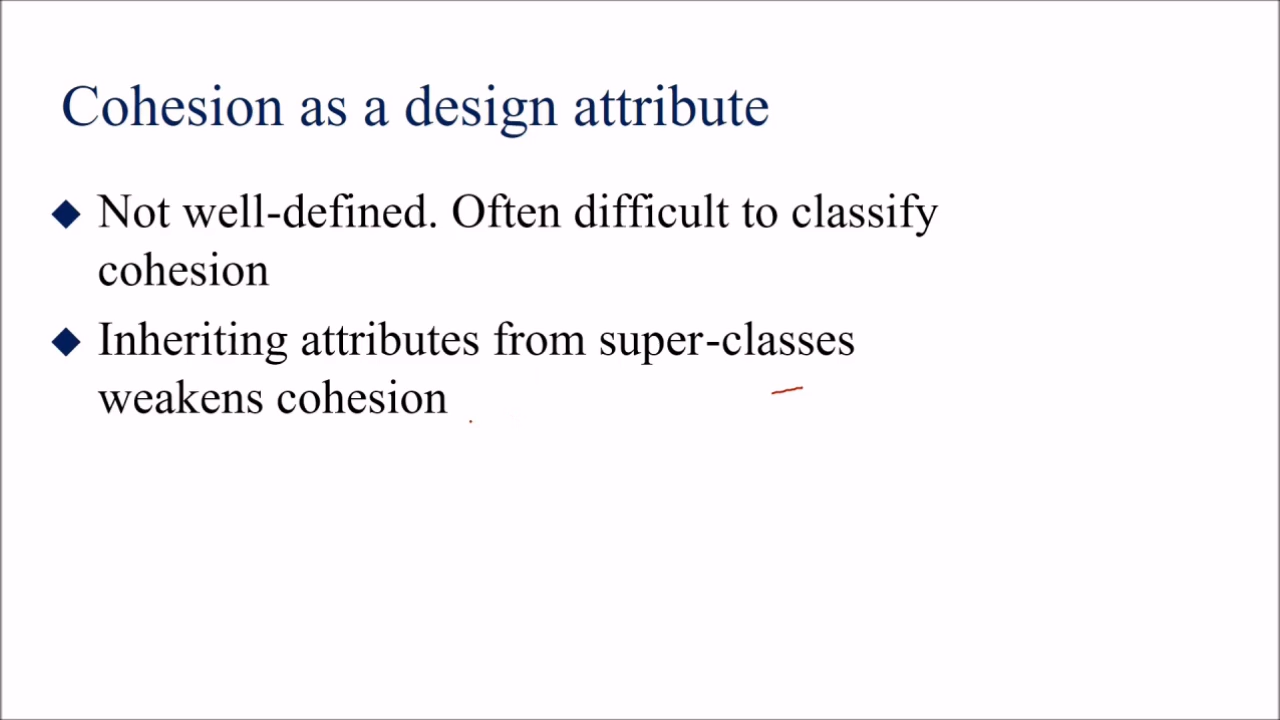 Cohesion as a design attribute
Not well-defined. Often difficult to classify
cohesion
Inheriting attributes from super-classes
weakens cohesion